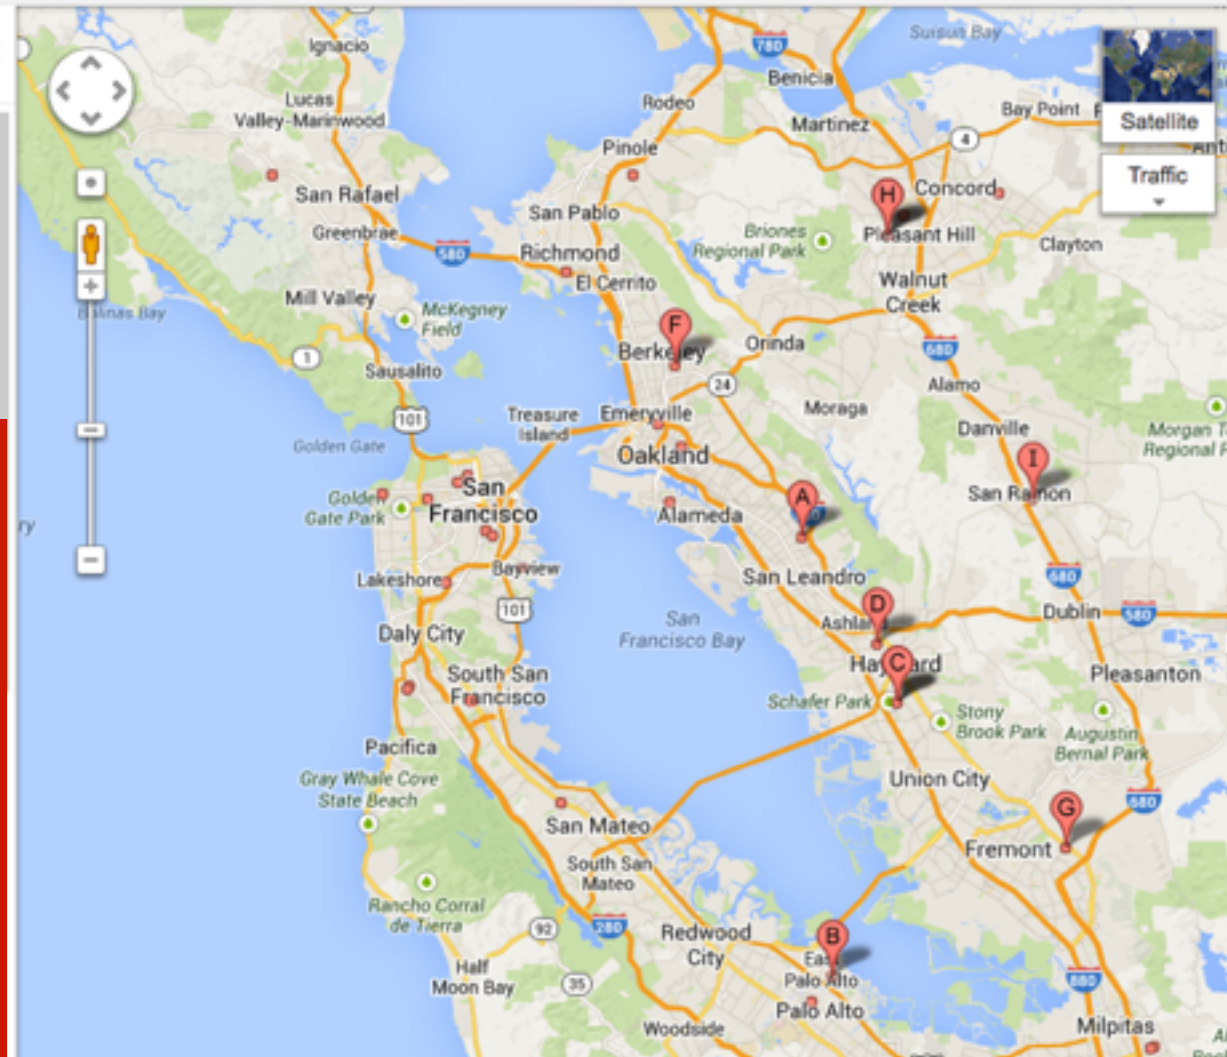 Ignacio
780
Suisun Bay
Benicia
Lucas
Valley-Marinwood
Rodeo
Martinez
Bay Point
Satellite
Pinole
4
Traffic
San Rafael
H
Concord
San Pablo
Greenbrae
580
Richmond
Briones
Regional Park
Pleasant Hill
Clayton
El Cerrito
Mill Valley
McKegney
Field
Walnut
Creek
Bolinas Bay
1
F
Berkeley
Orinda
680
Sausalito
24
Alamo
101
Treasure
Island
Emeryville
Moraga
Danville
Morgan
Regional
Golden Gate
Oakland
I
San Ramon
Golden
Gate Park
San
Francisco
A
Alameda
Lakeshore
Bayview
San Leandro
680
101
D
Ashland
Dublin
580
Daly City
San
Francisco Bay
Hayward
C
South San
Francisco
Pleasanton
Schafer Park
Stony
Brook Park
Augustin
Bernal Park
Pacifica
Gray Whale Cove
State Beach
Union City
680
G
San Mateo
Fremont
South San
Mateo
Rancho Corral
de Tierra
92
280
Redwood
City
B
East
Palo Alto
Half
Moon Bay
35
880
Palo Alto
Woodside
Milpitas